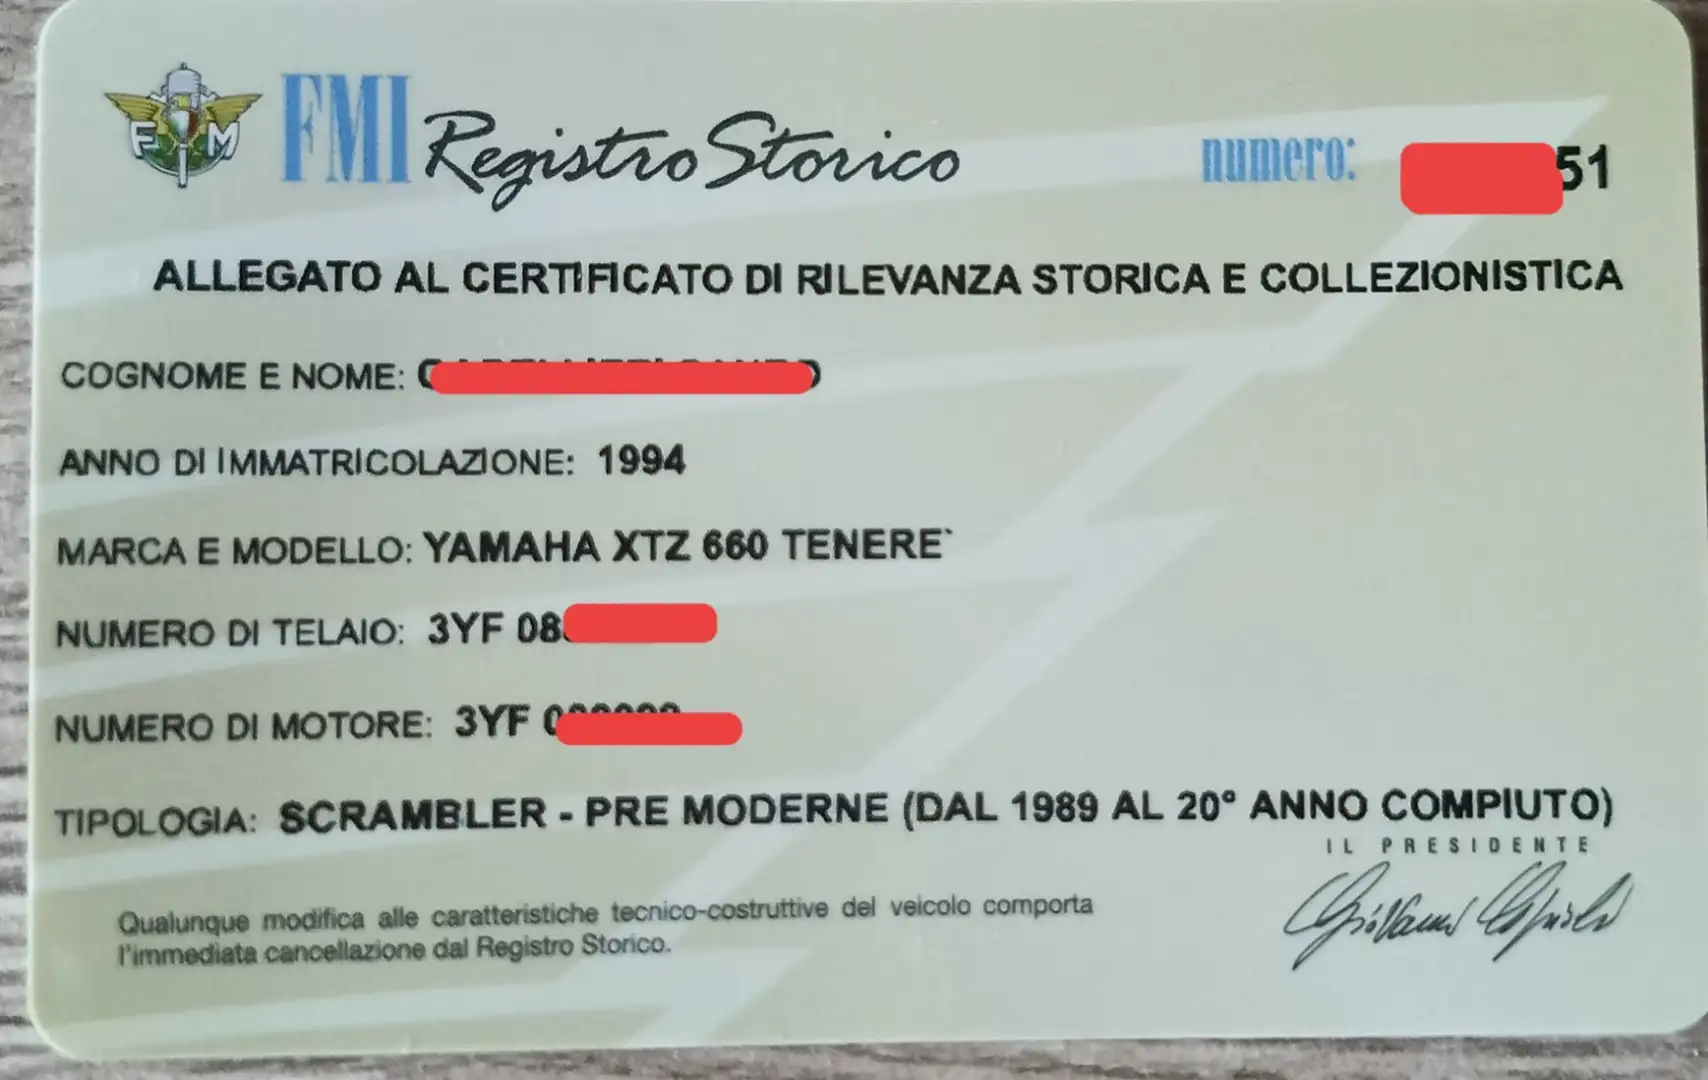 FM
FMI Registro Storico numero: 51
ALLEGATO AL CERTIFICATO DI RILEVANZA STORICA E COLLEZIONISTICA
COGNOME E NOME:
ANNO DI IMMATRICOLAZIONE: 1994
MARCA E MODELLO: YAMAHA XTZ 660 TENERE`
NUMERO DI TELAIO: 3YF 08
NUMERO DI MOTORE: 3YF 0
TIPOLOGIA: SCRAMBLER - PRE MODERNE (DAL 1989 AL 20° ANNO COMPIUTO)
IL PRESIDENTE
Qualunque modifica alle caratteristiche tecnico-costruttive del veicolo comporta
l'immediata cancellazione dal Registro Storico.